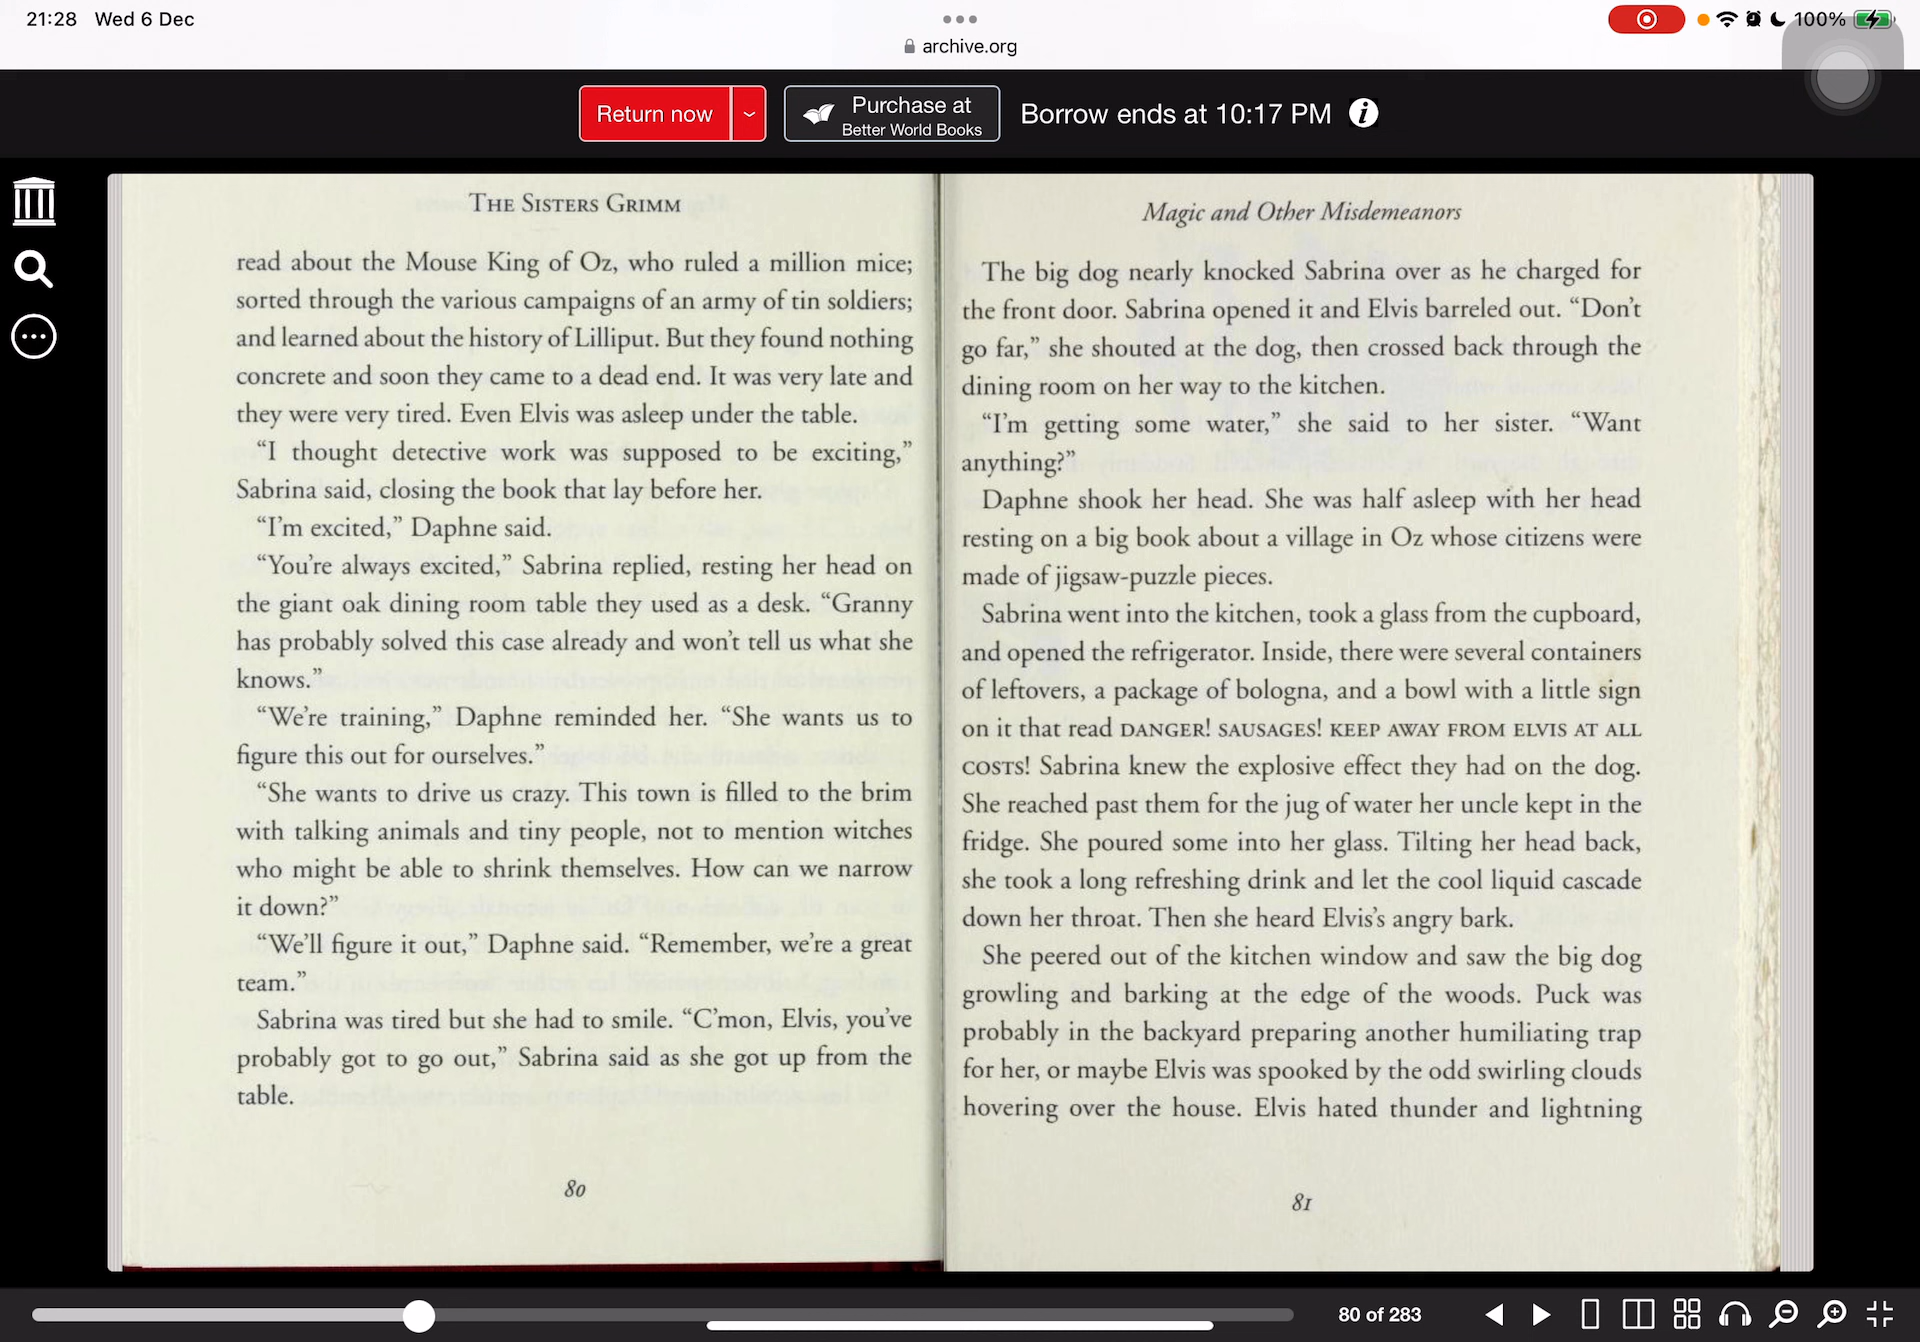 21:28 Wed 6 Dec
archive.org
100%
Return now
Purchase at
Better World Books
Borrow ends at 10:17 PM
THE SISTERS GRIMM
read about the Mouse King of Oz, who ruled a million mice;
sorted through the various campaigns of an army of tin soldiers;
and learned about the history of Lilliput. But they found nothing
concrete and soon they came to a dead end. It was very late and
they were very tired. Even Elvis was asleep under the table.
“I thought detective work was supposed to be exciting,”
Sabrina said, closing the book that lay before her.
“I’m excited,” Daphne said.
“You’re always excited,” Sabrina replied, resting her head on
the giant oak dining room table they used as a desk. “Granny
has probably solved this case already and won’t tell us what she
knows.”
“We’re training,” Daphne reminded her. “She wants us to
figure this out for ourselves.”
“She wants to drive us crazy. This town is filled to the brim
with talking animals and tiny people, not to mention witches
who might be able to shrink themselves. How can we narrow
it down?”
“We’ll figure it out,” Daphne said. “Remember, we’re a great
team.”
Sabrina was tired but she had to smile. “C’mon, Elvis, you’ve
probably got to go out,” Sabrina said as she got up from the
table.
80
Magic and Other Misdemeanors
The big dog nearly knocked Sabrina over as he charged for
the front door. Sabrina opened it and Elvis barreled out. “Don’t
go far,” she shouted at the dog, then crossed back through the
dining room on her way to the kitchen.
“I’m getting some water,” she said to her sister. “Want
anything?”
Daphne shook her head. She was half asleep with her head
resting on a big book about a village in Oz whose citizens were
made of jigsaw-puzzle pieces.
Sabrina went into the kitchen, took a glass from the cupboard,
and opened the refrigerator. Inside, there were several containers
of leftovers, a package of bologna, and a bowl with a little sign
on it that read DANGER! SAUSAGES! KEEP AWAY FROM ELVIS AT ALL
COSTS! Sabrina knew the explosive effect they had on the dog.
She reached past them for the jug of water her uncle kept in the
fridge. She poured some into her glass. Tilting her head back,
she took a long refreshing drink and let the cool liquid cascade
down her throat. Then she heard Elvis’s angry bark.
She peered out of the kitchen window and saw the big dog
growling and barking at the edge of the woods. Puck was
probably in the backyard preparing another humiliating trap
for her, or maybe Elvis was spooked by the odd swirling clouds
hovering over the house. Elvis hated thunder and lightning
81
80 of 283